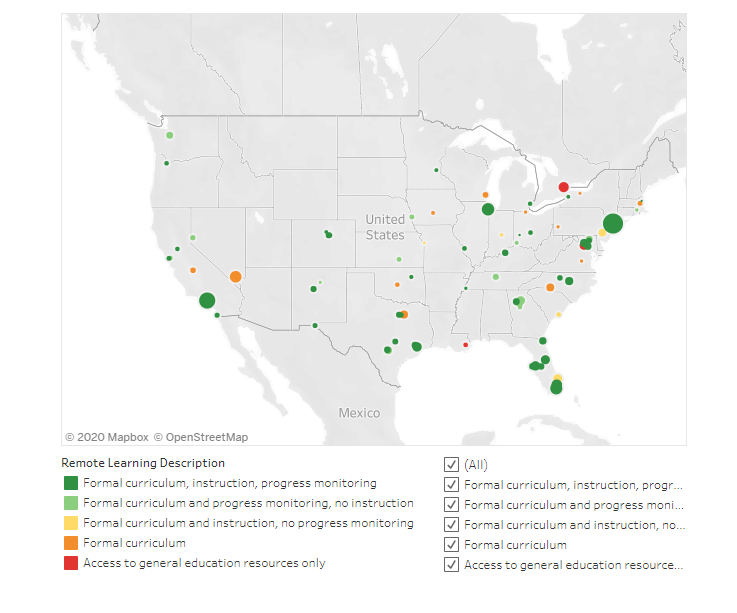 United
States
Mexico
© 2020 Mapbox © OpenStreetMap
Remote Learning Description
Formal curriculum, instruction, progress monitoring
Formal curriculum and progress monitoring, no instruction
Formal curriculum and instruction, no progress monitoring
Formal curriculum
Access to general education resources only
(All)
Formal curriculum, instruction, progr...
Formal curriculum and progress moni...
Formal curriculum and instruction, no...
Formal curriculum
Access to general education resource...